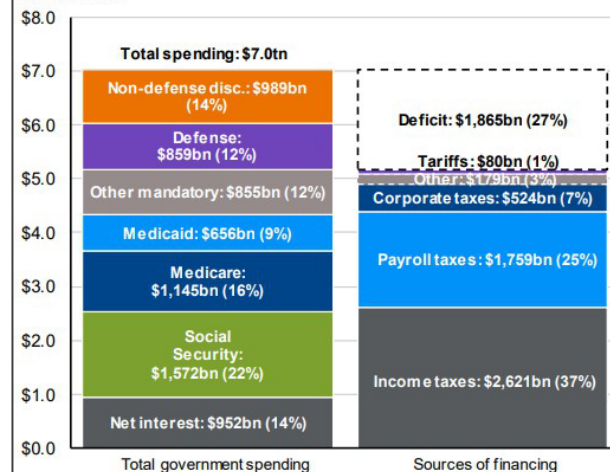 $8.0
$7.0
$6.0
$5.0
$4.0
$3.0
$2.0
$1.0
$0.0
Total spending: $7.0tn
Non-defense disc.: $989bn
(14%)
Defense:
$859bn (12%)
Other mandatory: $855bn (12%)
Medicaid: $656bn (9%)
Medicare:
$1,145bn (16%)
Social
Security:
$1,572bn (22%)
Net interest: $952bn (14%)
Total government spending
Deficit: $1,865bn (27%)
Tariffs: $80bn (1%)
Other: $179bn (3%)
Corporate taxes: $524bn (7%)
Payroll taxes: $1,759bn (25%)
Income taxes: $2,621bn (37%)
Sources of financing